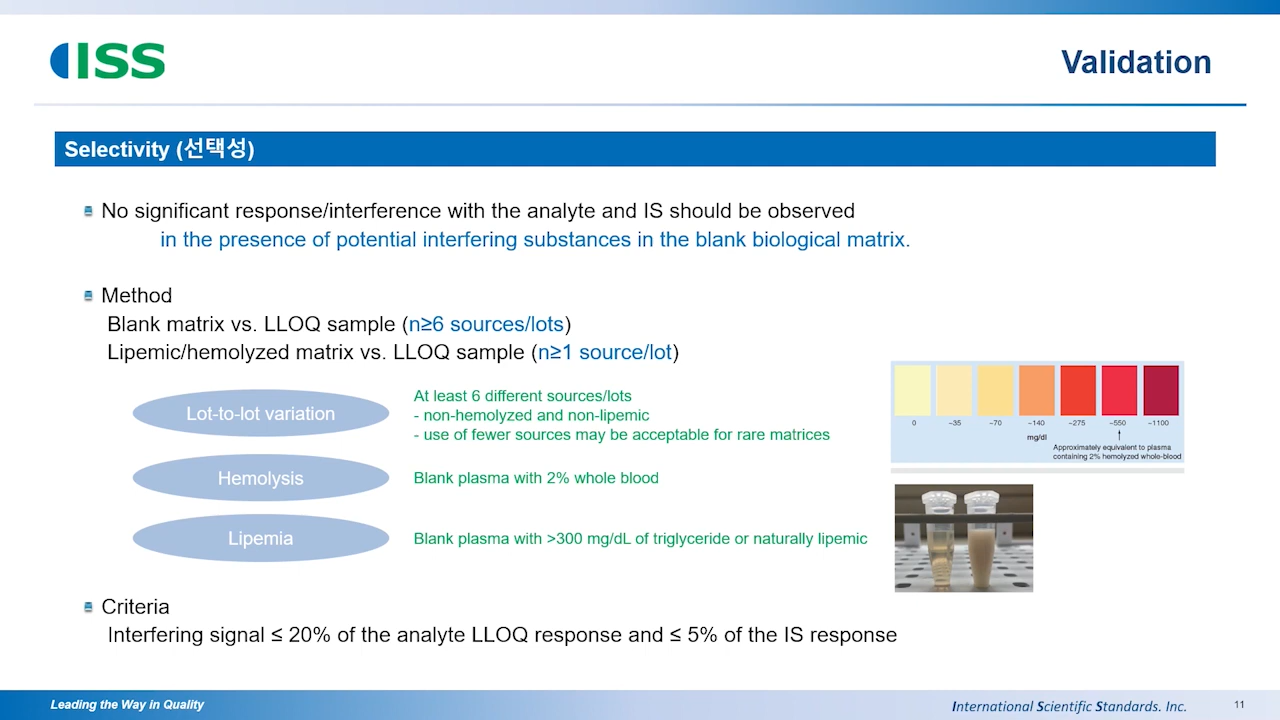 ISS
Validation
Selectivity (선택성)
No significant response/interference with the analyte and IS should be observed
in the presence of potential interfering substances in the blank biological matrix.
Method
Blank matrix vs. LLOQ sample (n≥6 sources/lots)
Lipemic/hemolyzed matrix vs. LLOQ sample (n≥1 source/lot)
Lot-to-lot variation
At least 6 different sources/lots
- non-hemolyzed and non-lipemic
- use of fewer sources may be acceptable for rare matrices
Hemolysis
Blank plasma with 2% whole blood
Lipemia
Blank plasma with >300 mg/dL of triglyceride or naturally lipemic
0 ~35 ~70 ~140 ~275 ~550 ~1100
mg/dl
Approximately equivalent to plasma
containing 2% hemolyzed whole-blood
Criteria
Interfering signal ≤ 20% of the analyte LLOQ response and ≤ 5% of the IS response
Leading the Way in Quality
International Scientific Standards. Inc.
11